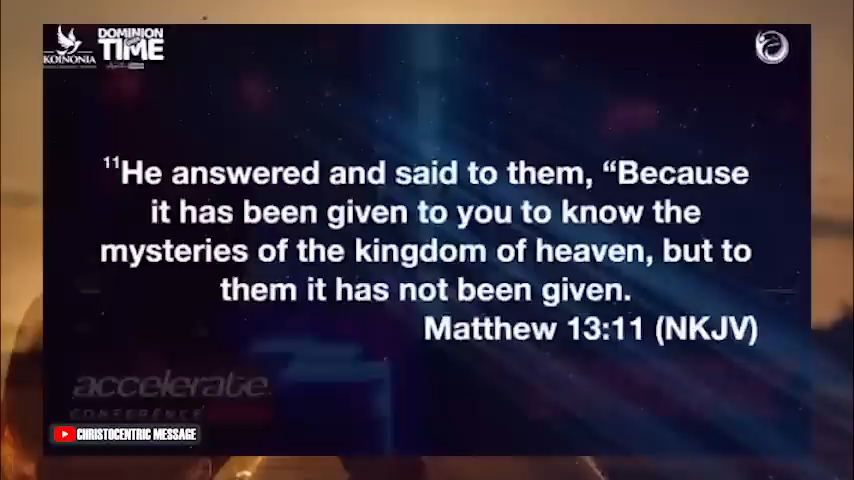 KOINONIA
DOMINION
TIME
11He answered and said to them, “Because
it has been given to you to know the
mysteries of the kingdom of heaven, but to
them it has not been given.
Matthew 13:11 (NKJV)
accelerate
CONFERENCE
CHRISTOCENTRIC MESSAGE